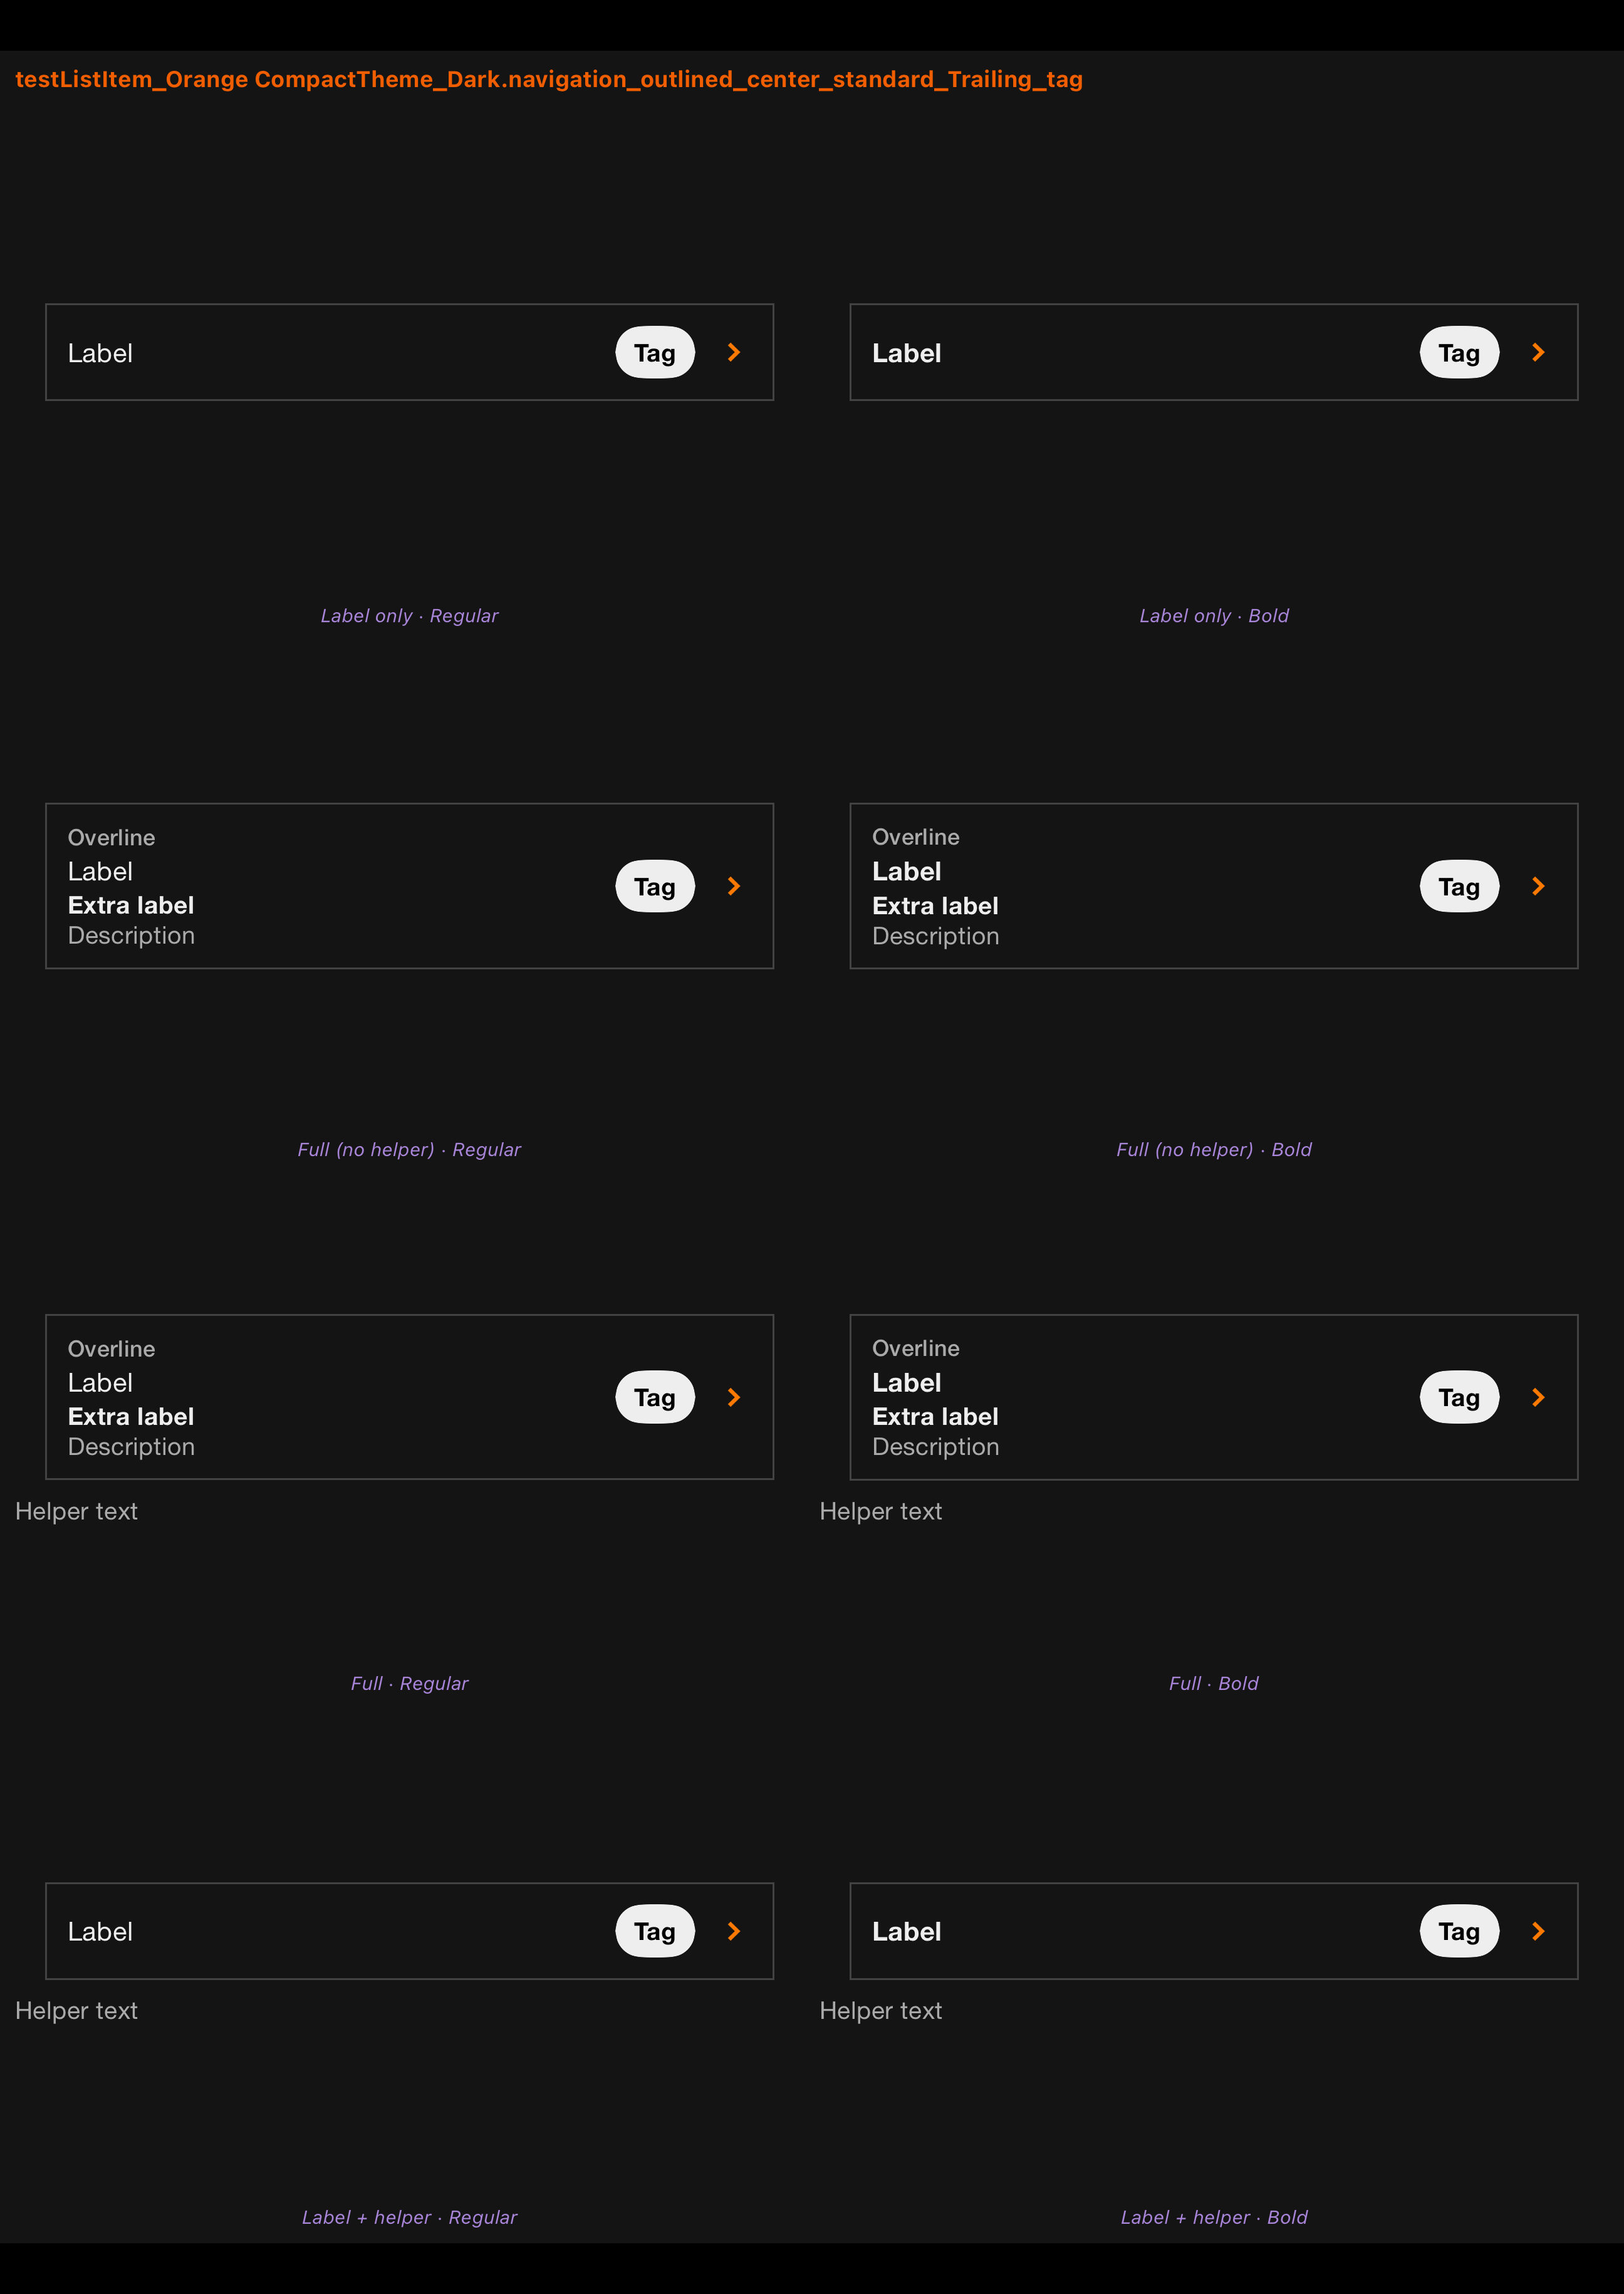 testListItem_Orange CompactTheme_Dark.navigation_outlined_center_standard_Trailing_tag
Label Tag
Label Tag
Label only · Regular
Label only · Bold
Overline
Label
Extra label
Description
Tag
Overline
Label
Extra label
Description
Tag
Full (no helper) · Regular
Full (no helper) · Bold
Overline
Label
Extra label
Description
Tag
Helper text
Overline
Label
Extra label
Description
Tag
Helper text
Full · Regular
Full · Bold
Label Tag
Helper text
Label Tag
Helper text
Label + helper · Regular
Label + helper · Bold